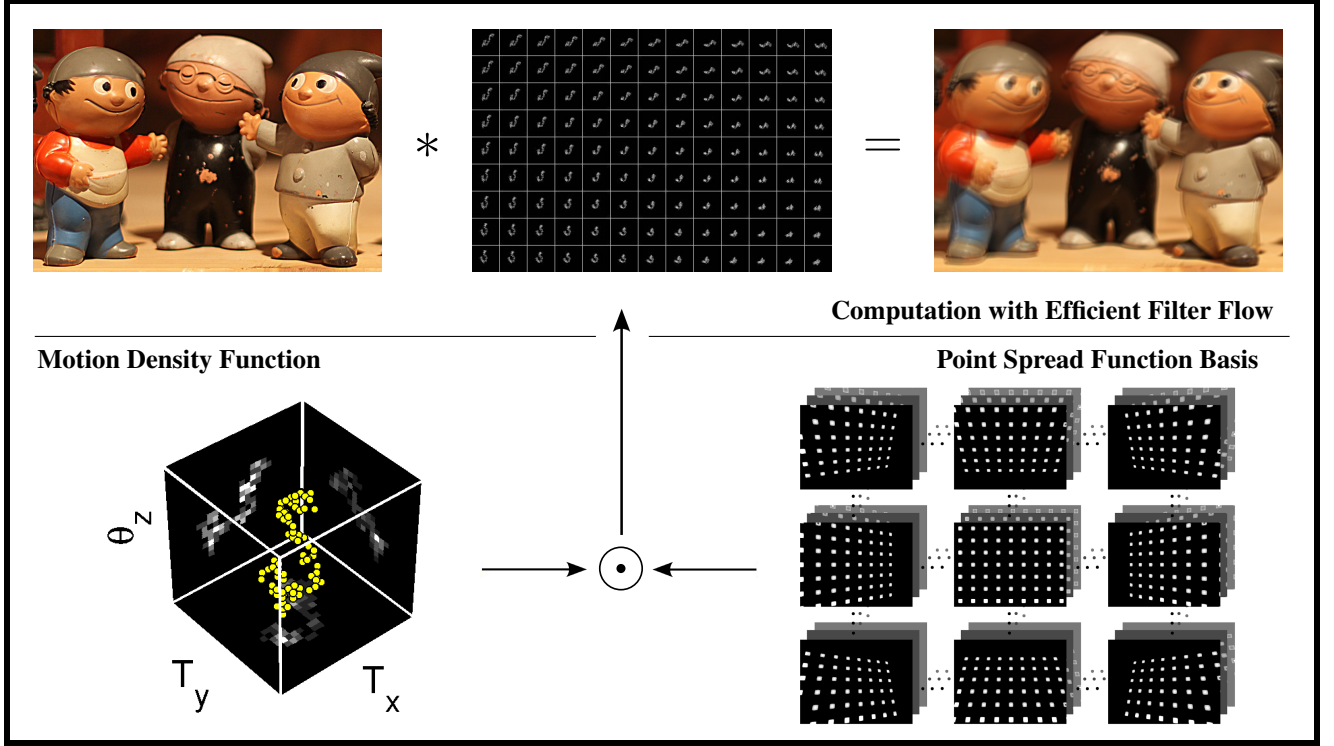 * =
Computation with Efficient Filter Flow
Motion Density Function
Point Spread Function Basis
θz
Ty
Tx